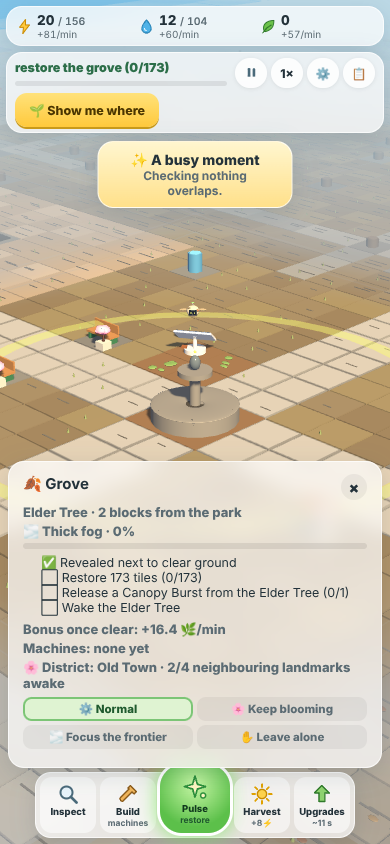 20 / 156
+81/min
12 / 104
+60/min
0
+57/min
restore the grove (0/173)
1×
🌱 Show me where
✨ A busy moment
Checking nothing
overlaps.
🍂 Grove
Elder Tree · 2 blocks from the park
🌫️ Thick fog · 0%
✅ Revealed next to clear ground
Restore 173 tiles (0/173)
Release a Canopy Burst from the Elder Tree (0/1)
Wake the Elder Tree
Bonus once clear: +16.4 🌿/min
Machines: none yet
🌸 District: Old Town · 2/4 neighbouring landmarks
awake
⚙️ Normal
🌸 Keep blooming
🌫️ Focus the frontier
✋ Leave alone
Inspect
Build
machines
Pulse
restore
Harvest
+8⚡
Upgrades
~11 s